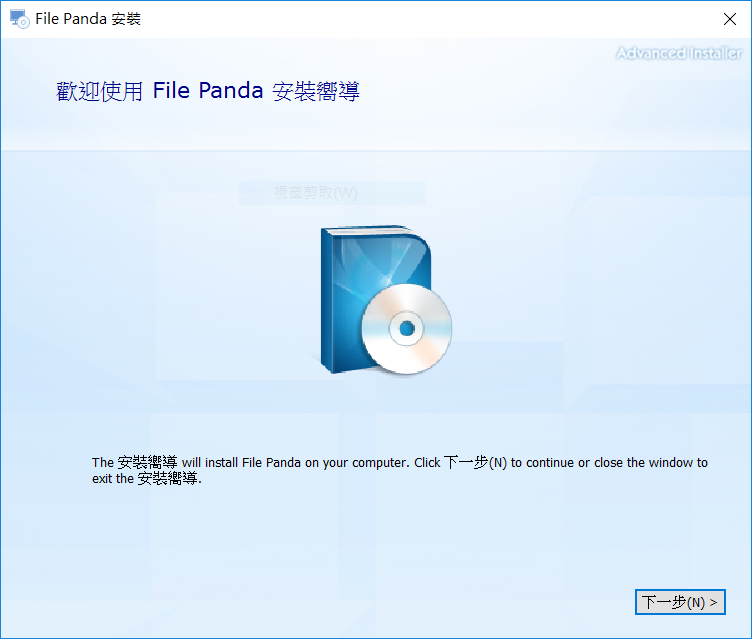 File Panda 安裝
Advanced Installer
歡迎使用 File Panda 安裝嚮導
視窗剪取(W)
The 安裝嚮導 will install File Panda on your computer. Click 下一步(N) to continue or close the window to
exit the 安裝嚮導.
下一步(N) >